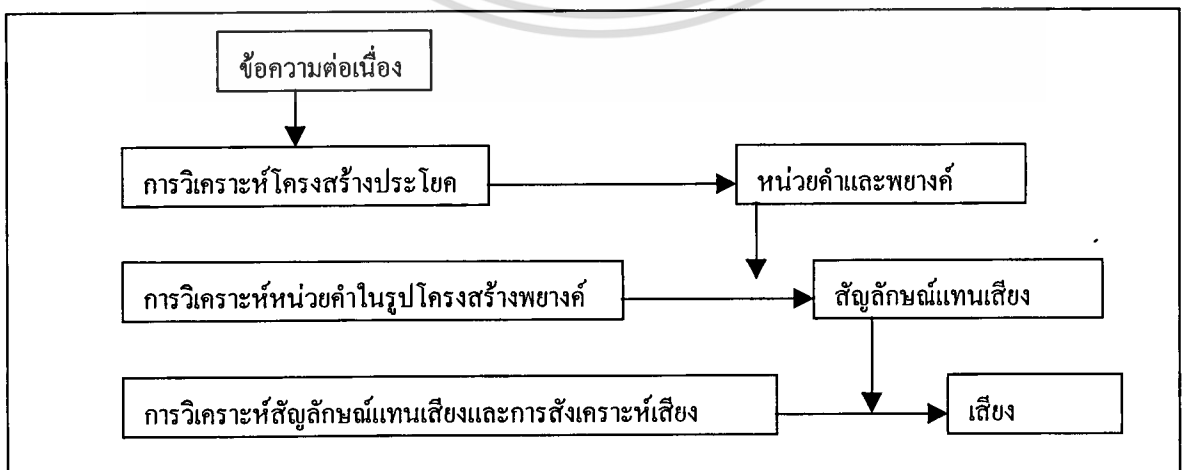 ข้อความต่อเนื่อง
การวิเคราะห์โครงสร้างประโยค
หน่วยคำและพยางค์
การวิเคราะห์หน่วยคำในรูปโครงสร้างพยางค์
สัญลักษณ์แทนเสียง
การวิเคราะห์สัญลักษณ์แทนเสียงและการสังเคราะห์เสียง
เสียง